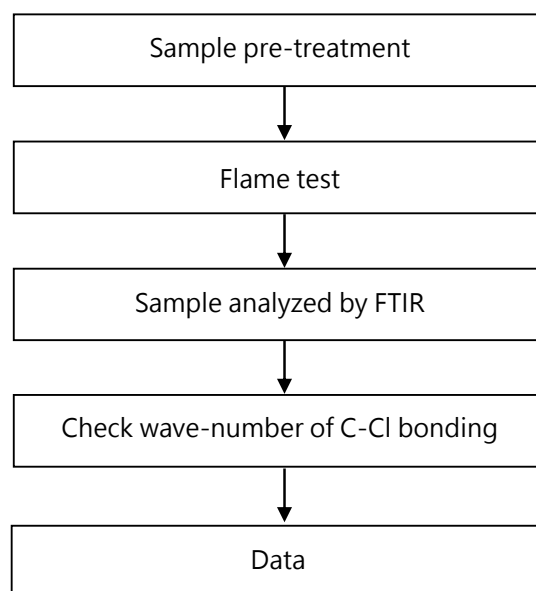 Sample pre-treatment
Flame test
Sample analyzed by FTIR
Check wave-number of C-Cl bonding
Data